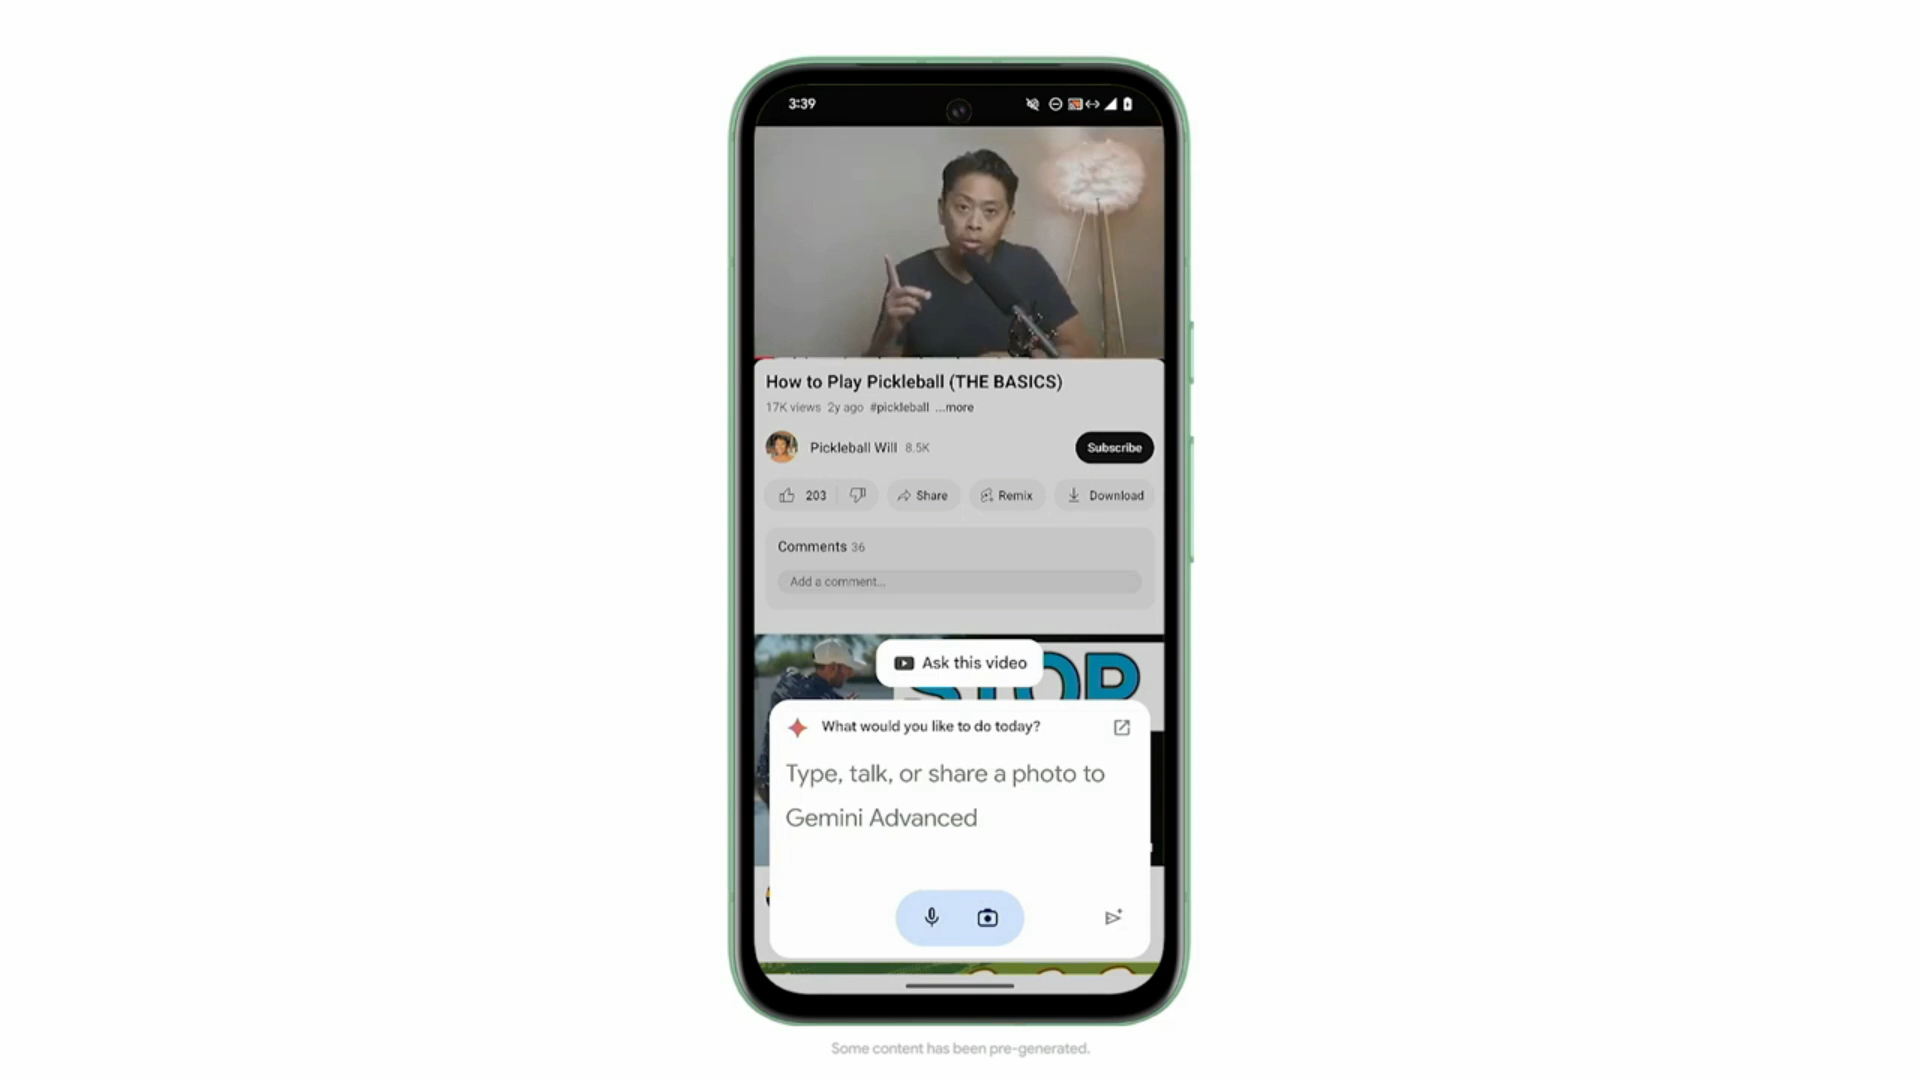 3:39
How to Play Pickleball (THE BASICS)
17K views 2y ago #pickleball ...more
Pickleball Will 8.5K
Subscribe
203 Share Remix Download
Comments 36
Add a comment...
Ask this video
STOP
What would you like to do today?
Type, talk, or share a photo to
Gemini Advanced
Some content has been pre-generated.